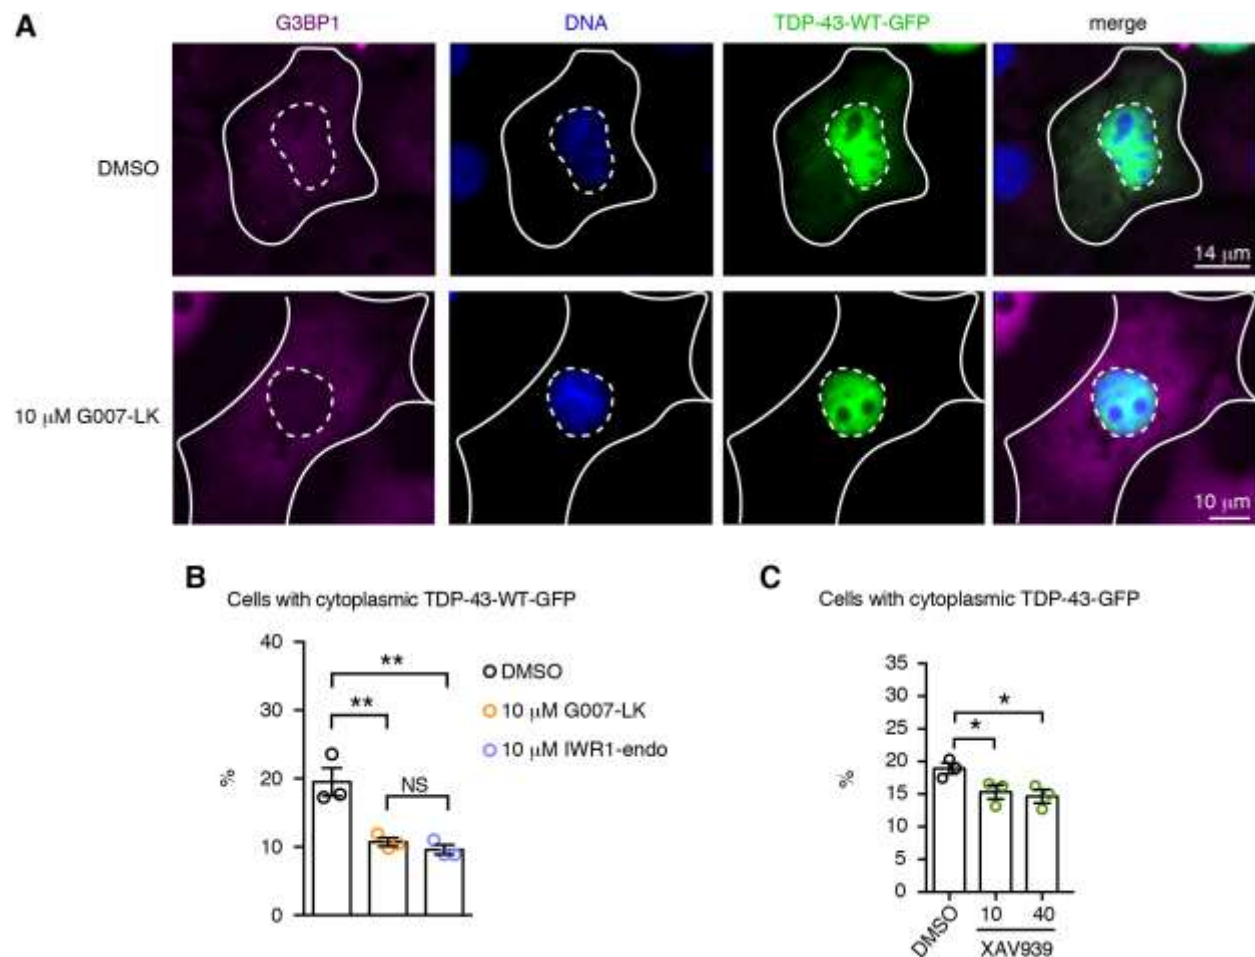 A
G3BP1 DNA TDP-43-WT-GFP merge
DMSO
14 μm
10 μM G007-LK
10 μm
B
Cells with cytoplasmic TDP-43-WT-GFP
40
30
20
10
0
%
**
**
NS
DMSO
10 μM G007-LK
10 μM IWR1-endo
C
Cells with cytoplasmic TDP-43-GFP
35
30
25
20
15
10
5
0
%
*
*
DMSO
10 40
XAV939